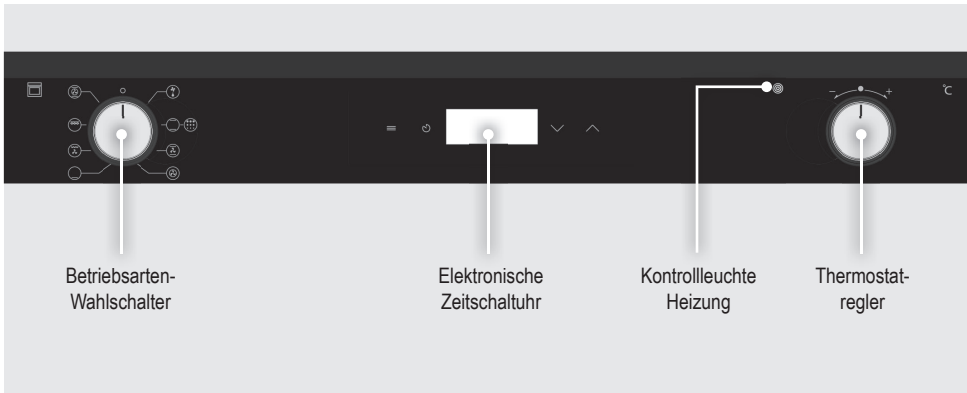 − +
℃
Betriebsarten-
Wahlschalter
Elektronische
Zeitschaltuhr
Kontrollleuchte
Heizung
Thermostat-
regler